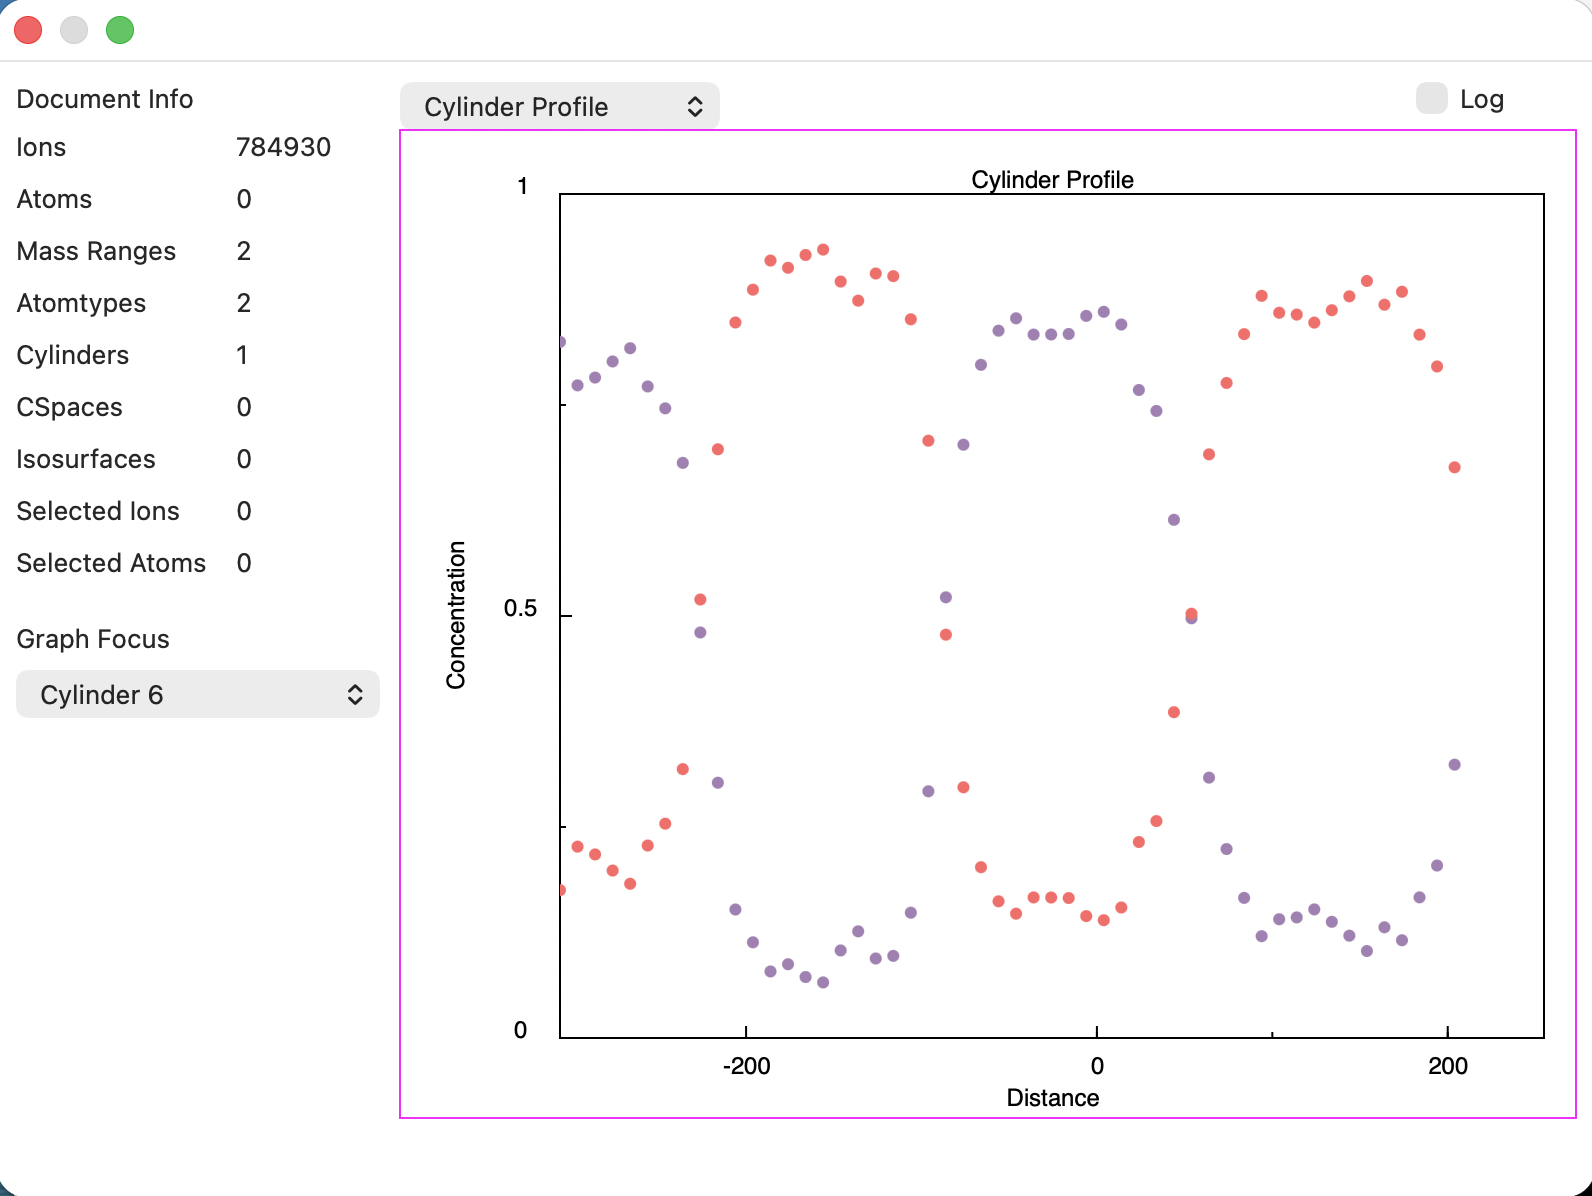 Document Info
Ions 784930
Atoms 0
Mass Ranges 2
Atomtypes 2
Cylinders 1
CSpaces 0
Isosurfaces 0
Selected Ions 0
Selected Atoms 0
Graph Focus
Cylinder 6
Cylinder Profile
Log
Cylinder Profile
1
0.5
0
Concentration
-200 0 200
Distance